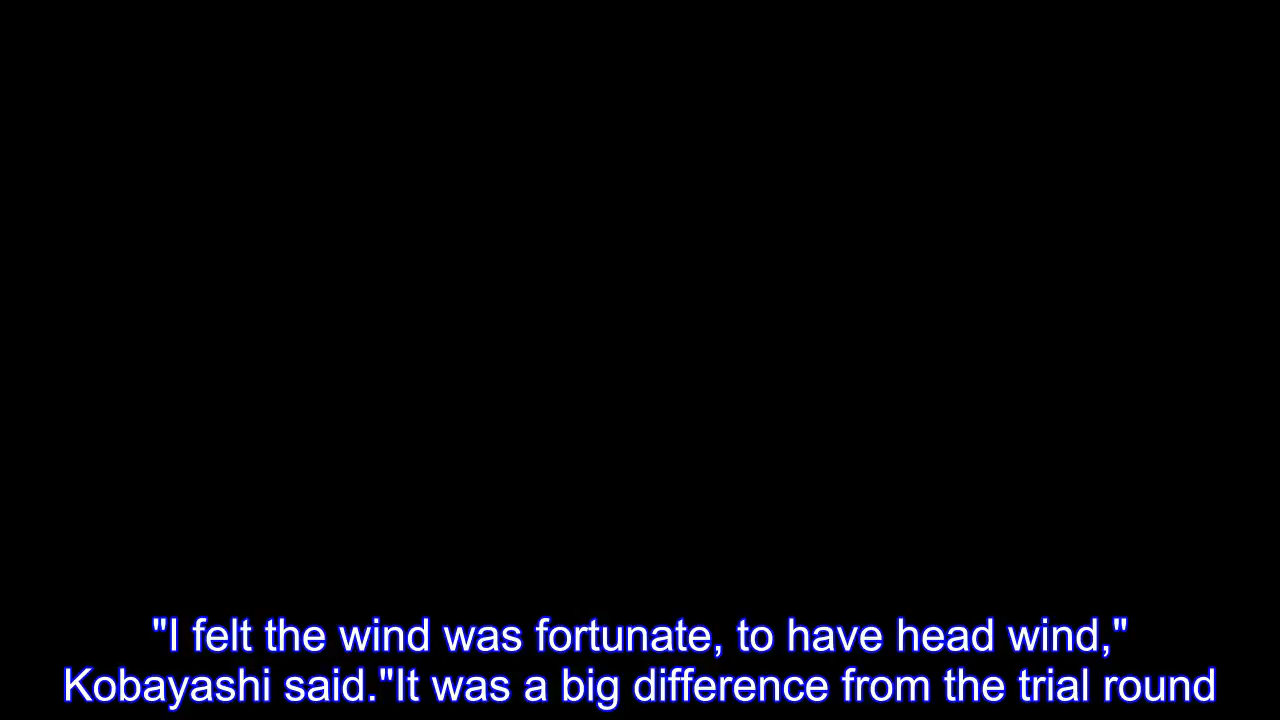 "I felt the wind was fortunate, to have head wind,"
Kobayashi said."It was a big difference from the trial round